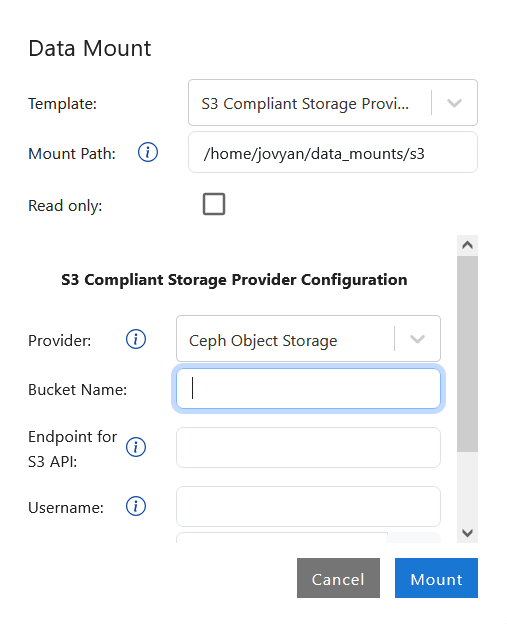 Data Mount
Template:
S3 Compliant Storage Provi...
Mount Path:
/home/jovyan/data_mounts/s3
Read only:
S3 Compliant Storage Provider Configuration
Provider:
Ceph Object Storage
Bucket Name:
Endpoint for
S3 API:
Username:
Cancel
Mount